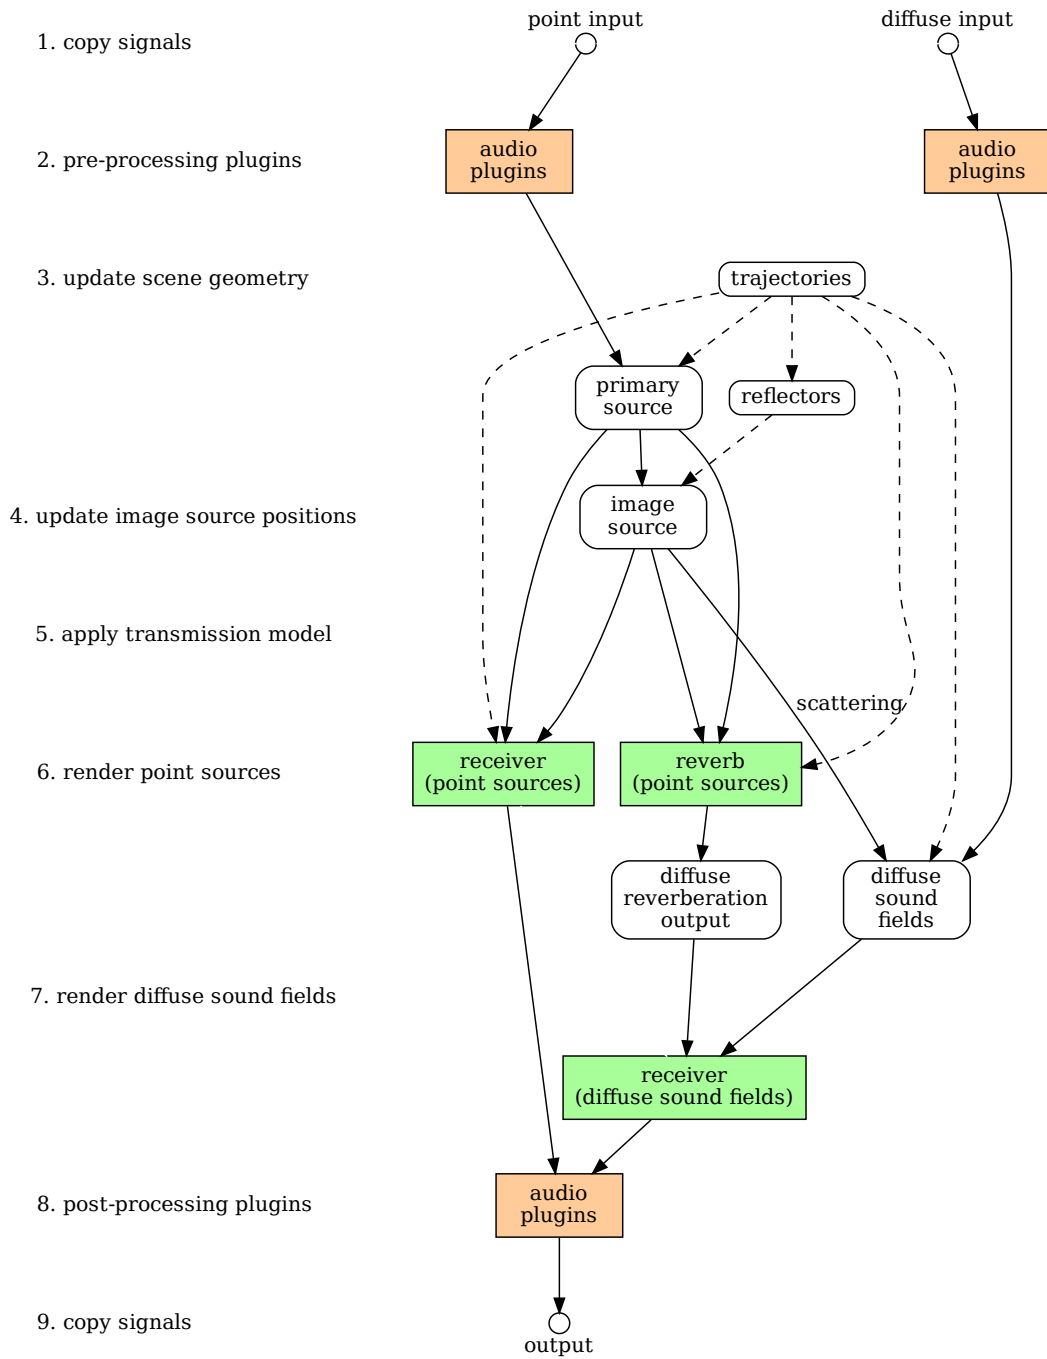 point input
diffuse input
1. copy signals
audio
plugins
audio
plugins
2. pre-processing plugins
3. update scene geometry
trajectories
primary
source
reflectors
4. update image source positions
image
source
5. apply transmission model
scattering
6. render point sources
receiver
(point sources)
reverb
(point sources)
diffuse
reverberation
output
diffuse
sound
fields
7. render diffuse sound fields
receiver
(diffuse sound fields)
8. post-processing plugins
audio
plugins
9. copy signals
output